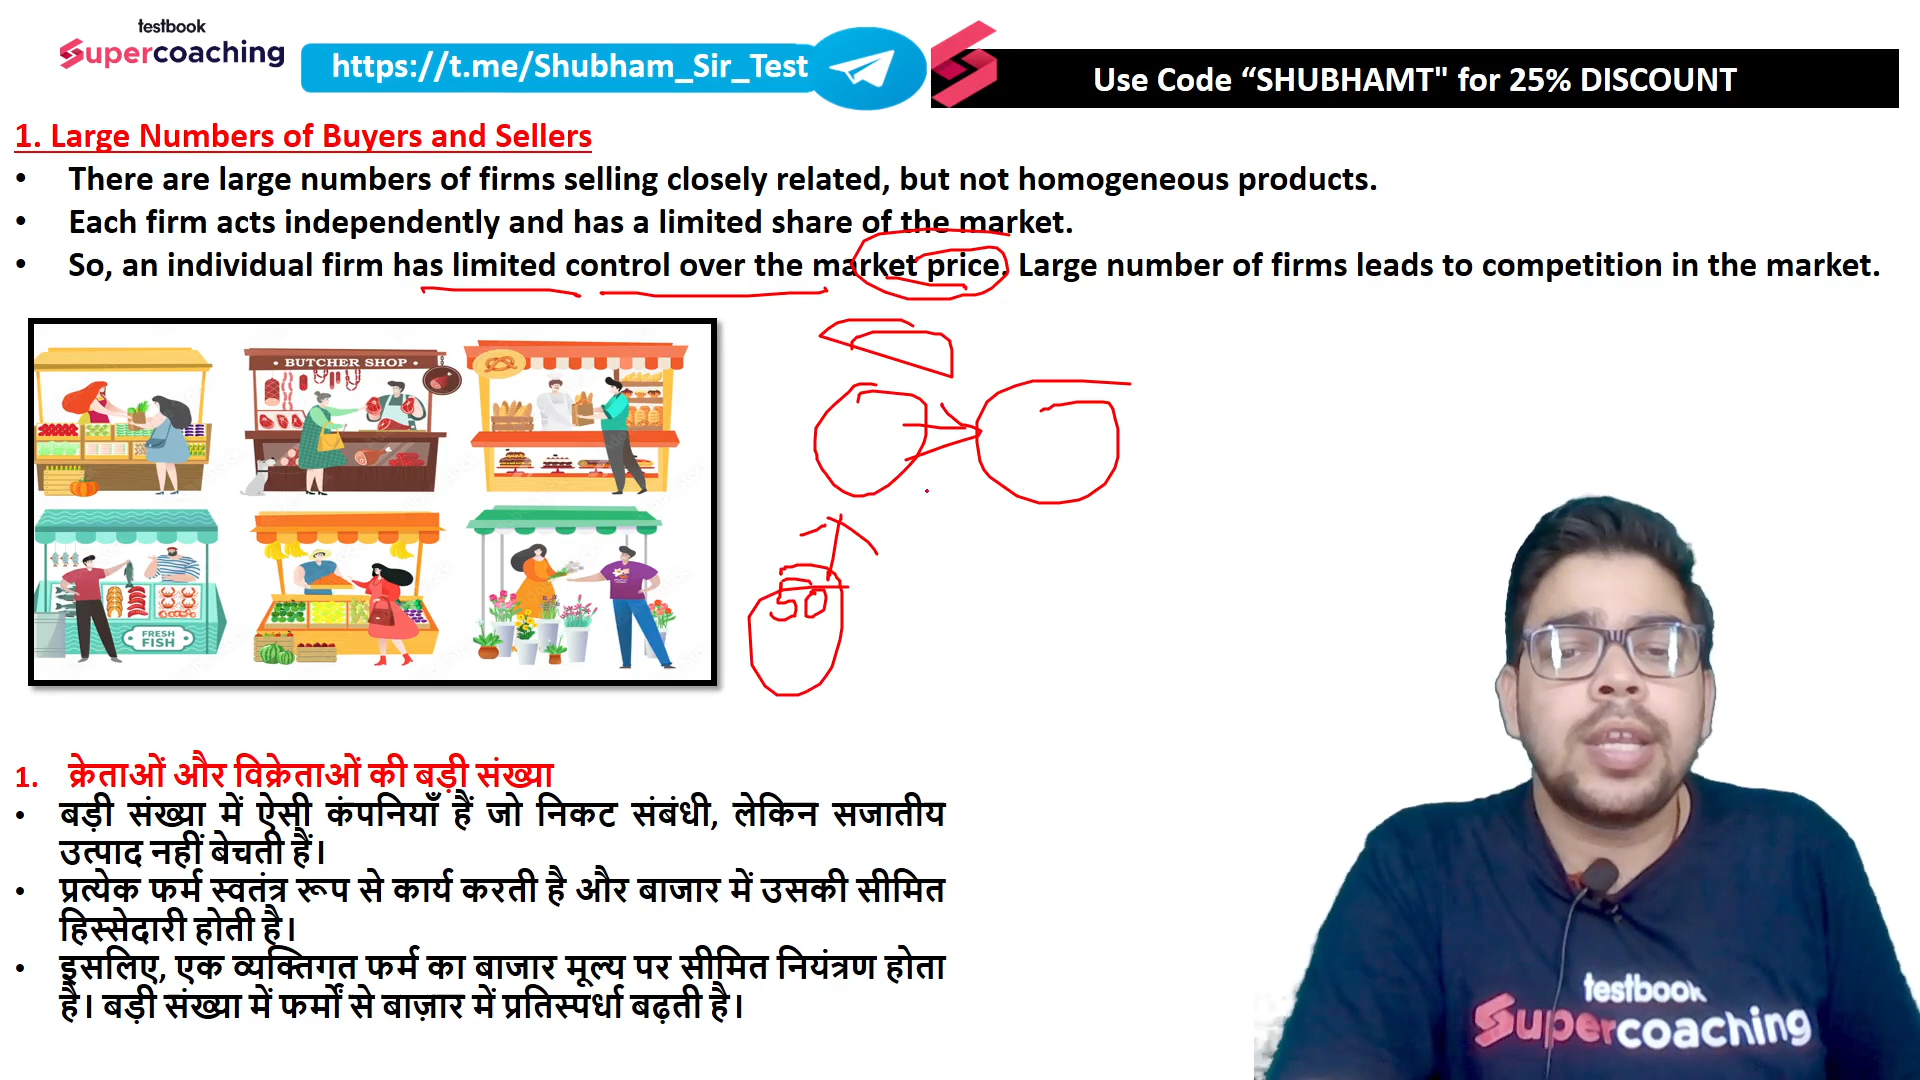 testbook
Supercoaching
https://t.me/Shubham_Sir_Test
Use Code “SHUBHAMT" for 25% DISCOUNT
1. Large Numbers of Buyers and Sellers
• There are large numbers of firms selling closely related, but not homogeneous products.
• Each firm acts independently and has a limited share of the market.
• So, an individual firm has limited control over the market price. Large number of firms leads to competition in the market.
• BUTCHER SHOP •
FRESH
FISH
50
1. क्रेताओं और विक्रेताओं की बड़ी संख्या
• बड़ी संख्या में ऐसी कंपनियाँ हैं जो निकट संबंधी, लेकिन सजातीय
उत्पाद नहीं बेचती हैं।
• प्रत्येक फर्म स्वतंत्र रूप से कार्य करती है और बाजार में उसकी सीमित
हिस्सेदारी होती है।
• इसलिए, एक व्यक्तिगत फर्म का बाजार मूल्य पर सीमित नियंत्रण होता
है। बड़ी संख्या में फर्मों से बाज़ार में प्रतिस्पर्धा बढ़ती है।
testbook
Supercoaching